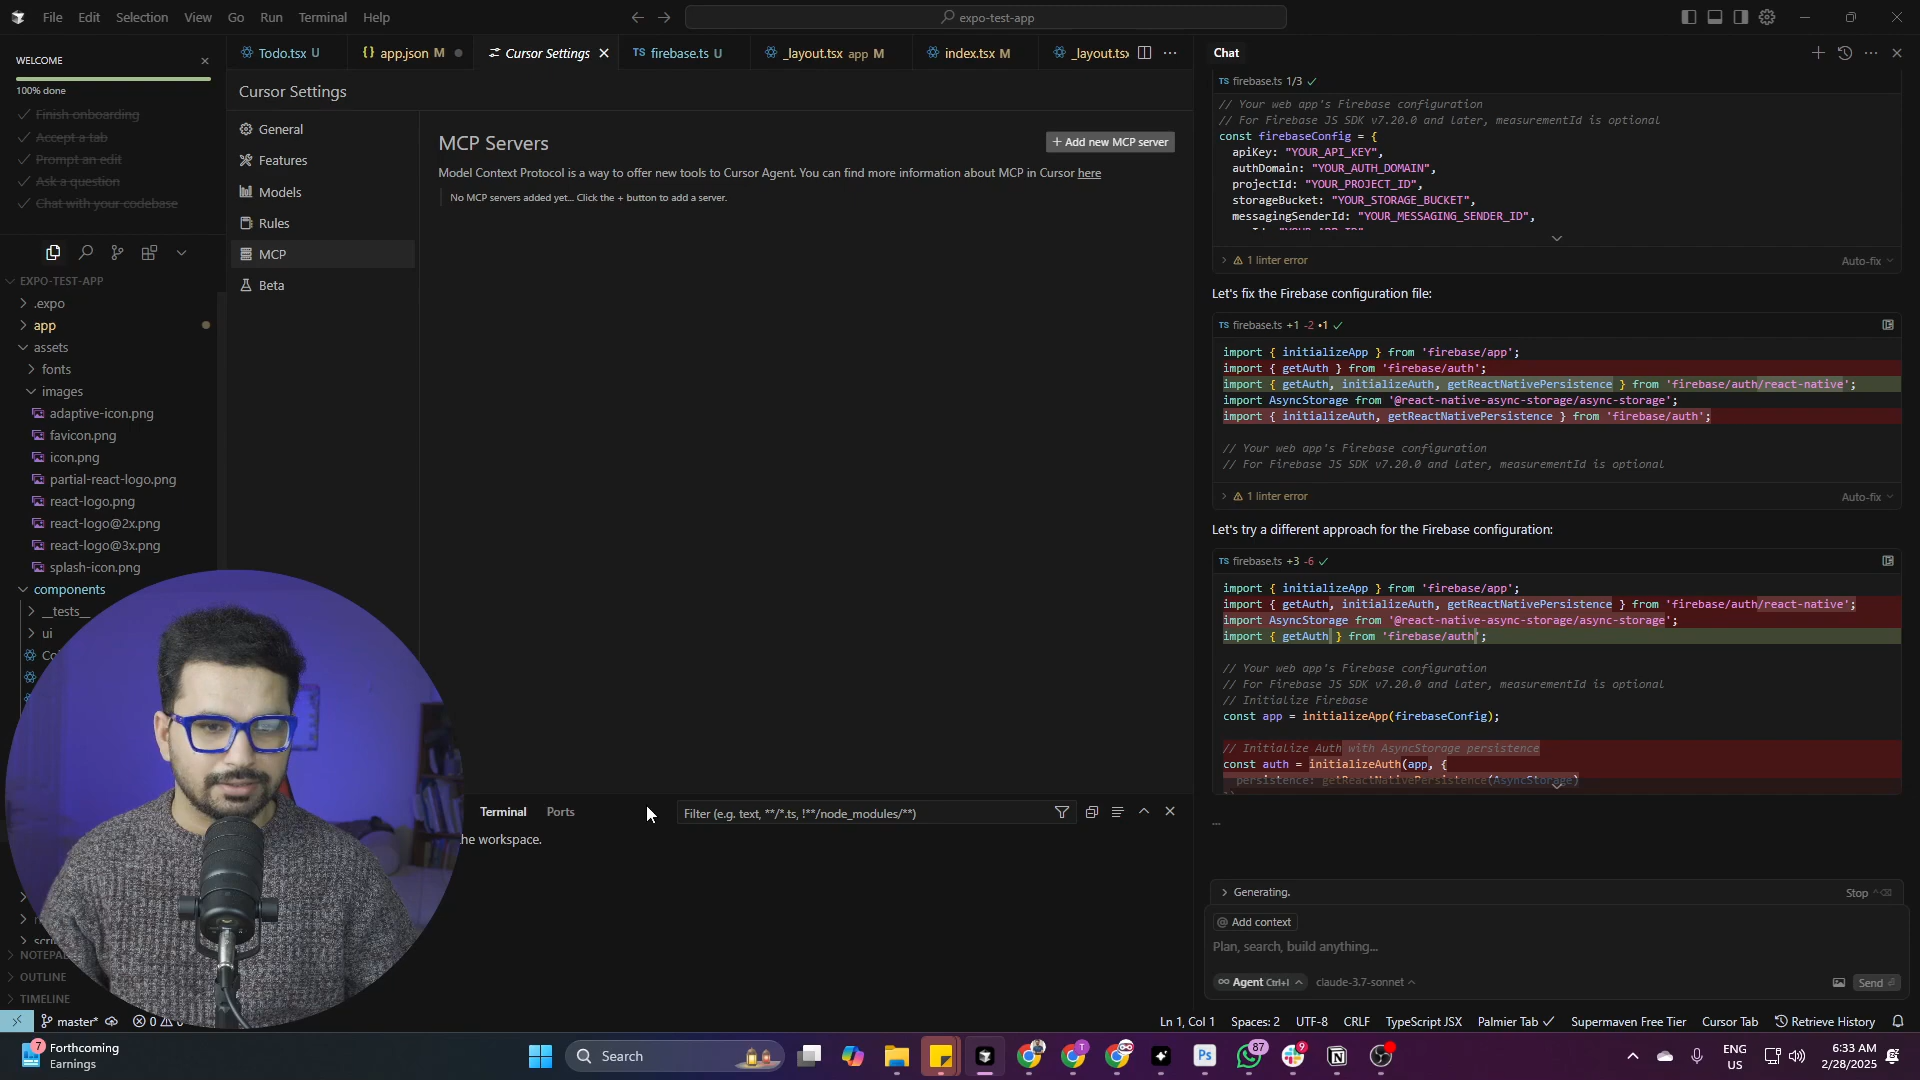 File Edit Selection View Go Run Terminal Help
expo-test-app
WELCOME
100% done
Finish onboarding
Accept a tab
Prompt an edit
Ask a question
Chat with your codebase
EXPO-TEST-APP
.expo
app
assets
fonts
images
adaptive-icon.png
favicon.png
icon.png
partial-react-logo.png
react-logo.png
react-logo@2x.png
react-logo@3x.png
splash-icon.png
components
__tests__
ui
OUTLINE
TIMELINE
Todo.tsx U
{} app.json M
Cursor Settings
TS firebase.ts U
_layout.tsx app M
index.tsx M
_layout.tsx
Cursor Settings
General
Features
Models
Rules
MCP
Beta
MCP Servers
+ Add new MCP server
Model Context Protocol is a way to offer new tools to Cursor Agent. You can find more information about MCP in Cursor here
No MCP servers added yet... Click the + button to add a server.
Terminal Ports
Filter (e.g. text, **/*.ts, !**/node_modules/**)
the workspace.
Chat
TS firebase.ts 1/3
// Your web app's Firebase configuration
// For Firebase JS SDK v7.20.0 and later, measurementId is optional
const firebaseConfig = {
apiKey: "YOUR_API_KEY",
authDomain: "YOUR_AUTH_DOMAIN",
projectId: "YOUR_PROJECT_ID",
storageBucket: "YOUR_STORAGE_BUCKET",
messagingSenderId: "YOUR_MESSAGING_SENDER_ID",
1 linter error Auto-fix
Let's fix the Firebase configuration file:
TS firebase.ts +1 -2 •1
import { initializeApp } from 'firebase/app';
import { getAuth } from 'firebase/auth';
import { getAuth, initializeAuth, getReactNativePersistence } from 'firebase/auth/react-native';
import AsyncStorage from '@react-native-async-storage/async-storage';
import { initializeAuth, getReactNativePersistence } from 'firebase/auth';
// Your web app's Firebase configuration
// For Firebase JS SDK v7.20.0 and later, measurementId is optional
1 linter error Auto-fix
Let's try a different approach for the Firebase configuration:
TS firebase.ts +3 -6
import { initializeApp } from 'firebase/app';
import { getAuth, initializeAuth, getReactNativePersistence } from 'firebase/auth/react-native';
import AsyncStorage from '@react-native-async-storage/async-storage';
import { getAuth } from 'firebase/auth';
// Your web app's Firebase configuration
// For Firebase JS SDK v7.20.0 and later, measurementId is optional
// Initialize Firebase
const app = initializeApp(firebaseConfig);
// Initialize Auth with AsyncStorage persistence
const auth = initializeAuth(app, {
persistence: getReactNativePersistence(AsyncStorage)
Generating. Stop
@ Add context
Plan, search, build anything...
Agent Ctrl+I claude-3.7-sonnet Send
master* 0
Ln 1, Col 1 Spaces: 2 UTF-8 CRLF TypeScript JSX Palmier Tab Supermaven Free Tier Cursor Tab Retrieve History
7
Forthcoming
Earnings
Search
T
Ps
87
9
ENG
US
6:33 AM
2/28/2025